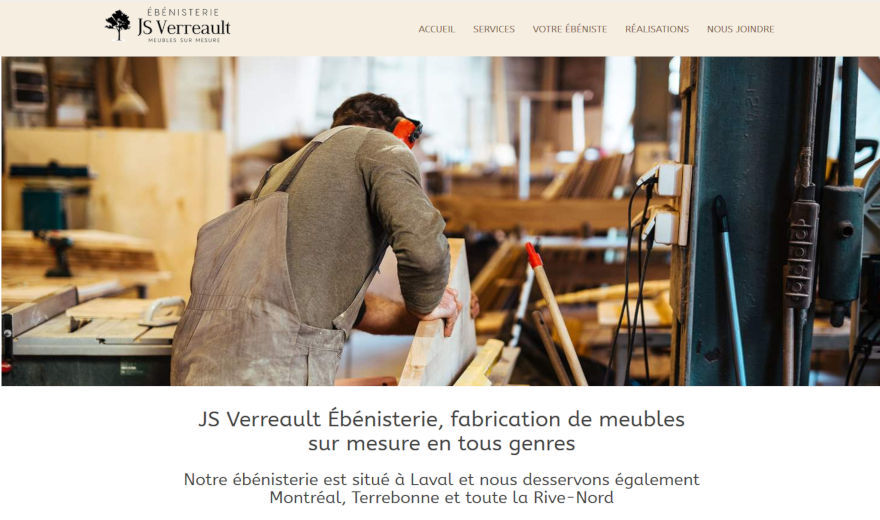 ÉBÉNISTERIE
JS Verreault
MEUBLES SUR MESURE
ACCUEIL SERVICES VOTRE ÉBÉNISTE RÉALISATIONS NOUS JOINDRE
JS Verreault Ébénisterie, fabrication de meubles
sur mesure en tous genres
Notre ébénisterie est situé à Laval et nous desservons également
Montréal, Terrebonne et toute la Rive-Nord